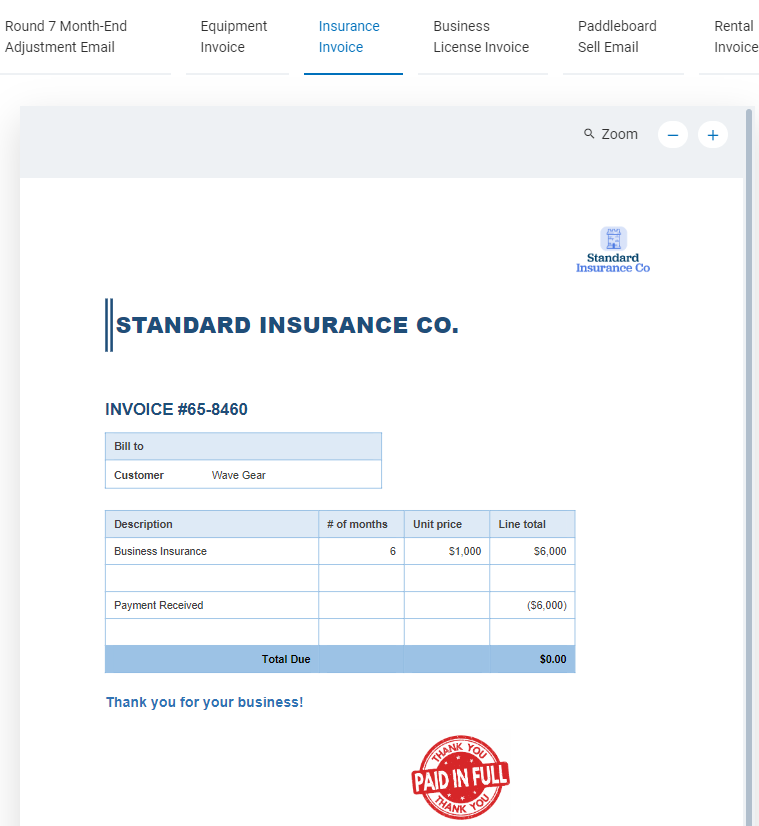 Round 7 Month-End Adjustment Email
Equipment Invoice
Insurance Invoice
Business License Invoice
Paddleboard Sell Email
Rental Invoice
Zoom − +
Standard
Insurance Co
STANDARD INSURANCE CO.
INVOICE #65-8460
Bill to
Customer Wave Gear
Description # of months Unit price Line total
Business Insurance 6 $1,000 $6,000
Payment Received ($6,000)
Total Due $0.00
Thank you for your business!
THANK YOU
PAID IN FULL
THANK YOU